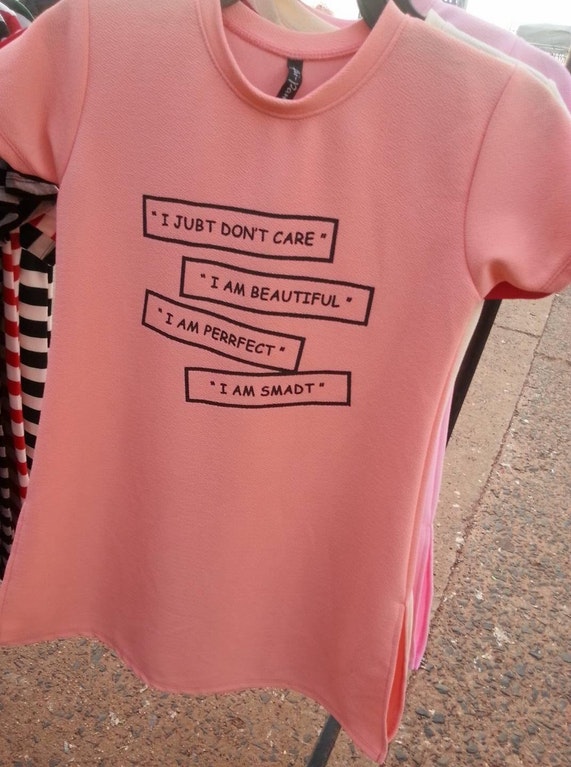 " I JUBT DON'T CARE "
" I AM BEAUTIFUL "
" I AM PERRFECT "
" I AM SMADT "